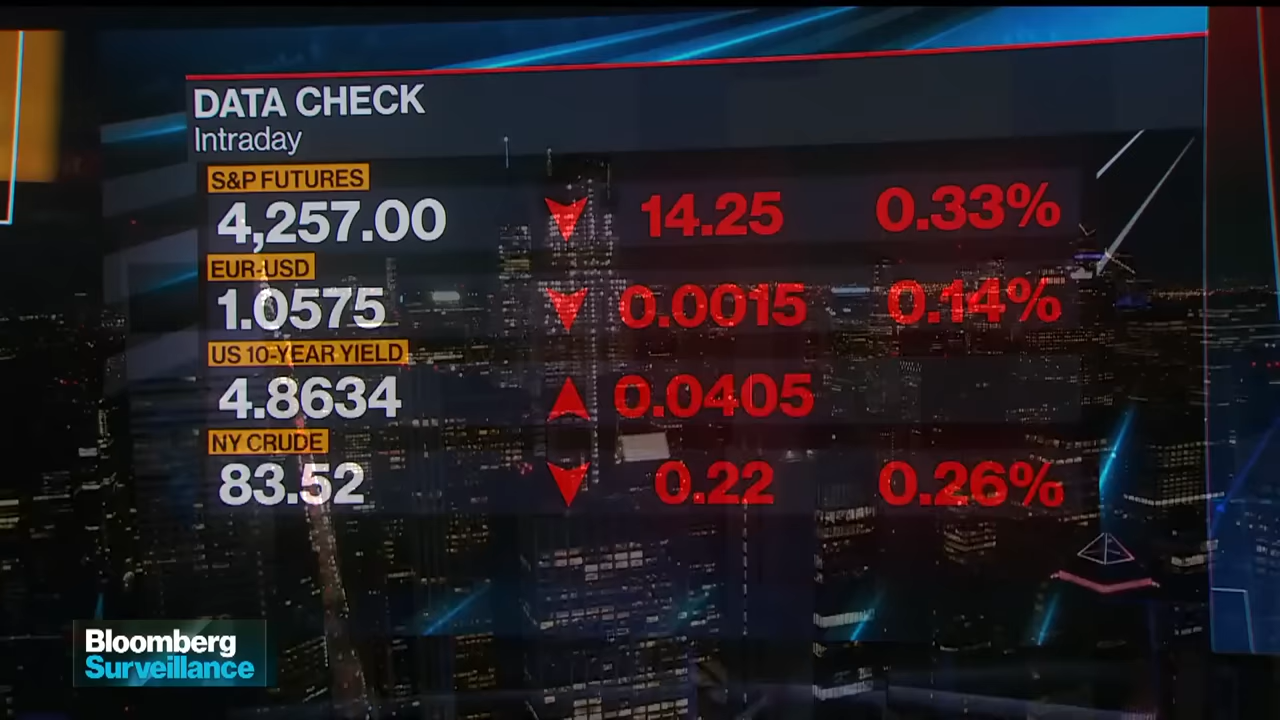 DATA CHECK
Intraday
S&P FUTURES
4,257.00 14.25 0.33%
EUR-USD
1.0575 0.0015 0.14%
US 10-YEAR YIELD
4.8634 0.0405
NY CRUDE
83.52 0.22 0.26%
Bloomberg
Surveillance